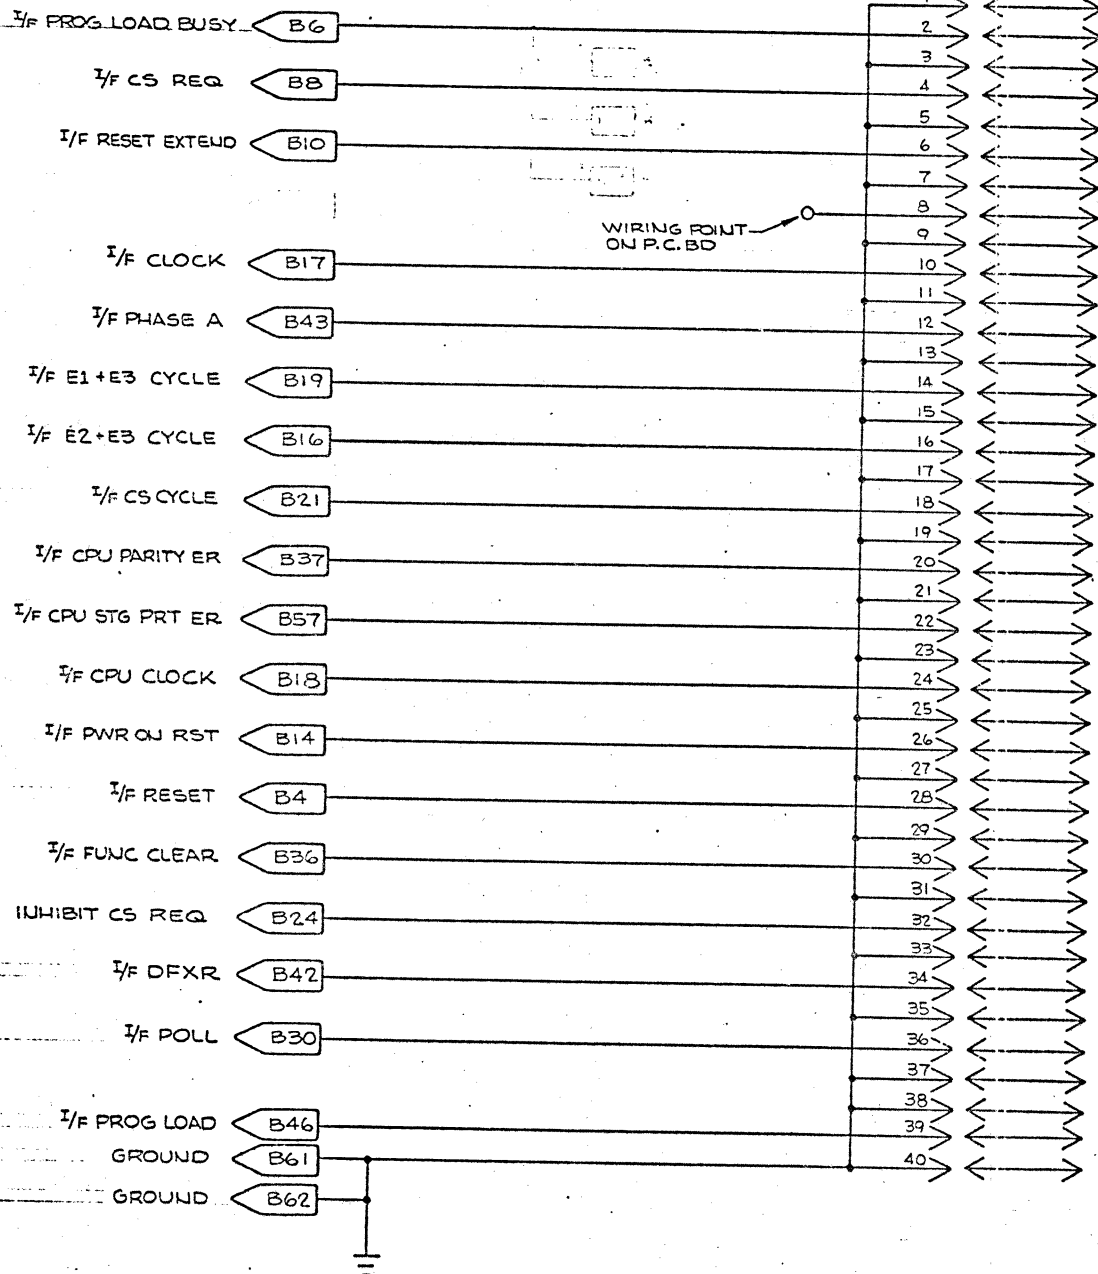 I/F PROG LOAD BUSY B6 2
3
I/F CS REQ B8 4
5
I/F RESET EXTEND B10 6
7
WIRING POINT ON P.C.BD 8
9
I/F CLOCK B17 10
11
I/F PHASE A B43 12
13
I/F E1+E3 CYCLE B19 14
15
I/F E2+E3 CYCLE B16 16
17
I/F CS CYCLE B21 18
19
I/F CPU PARITY ER B37 20
21
I/F CPU STG PRT ER B57 22
23
I/F CPU CLOCK B18 24
25
I/F PWR ON RST B14 26
27
I/F RESET B4 28
29
I/F FUNC CLEAR B36 30
31
INHIBIT CS REQ B24 32
33
I/F DFXR B42 34
35
I/F POLL B30 36
37
38
I/F PROG LOAD B46 39
GROUND B61 40
GROUND B62